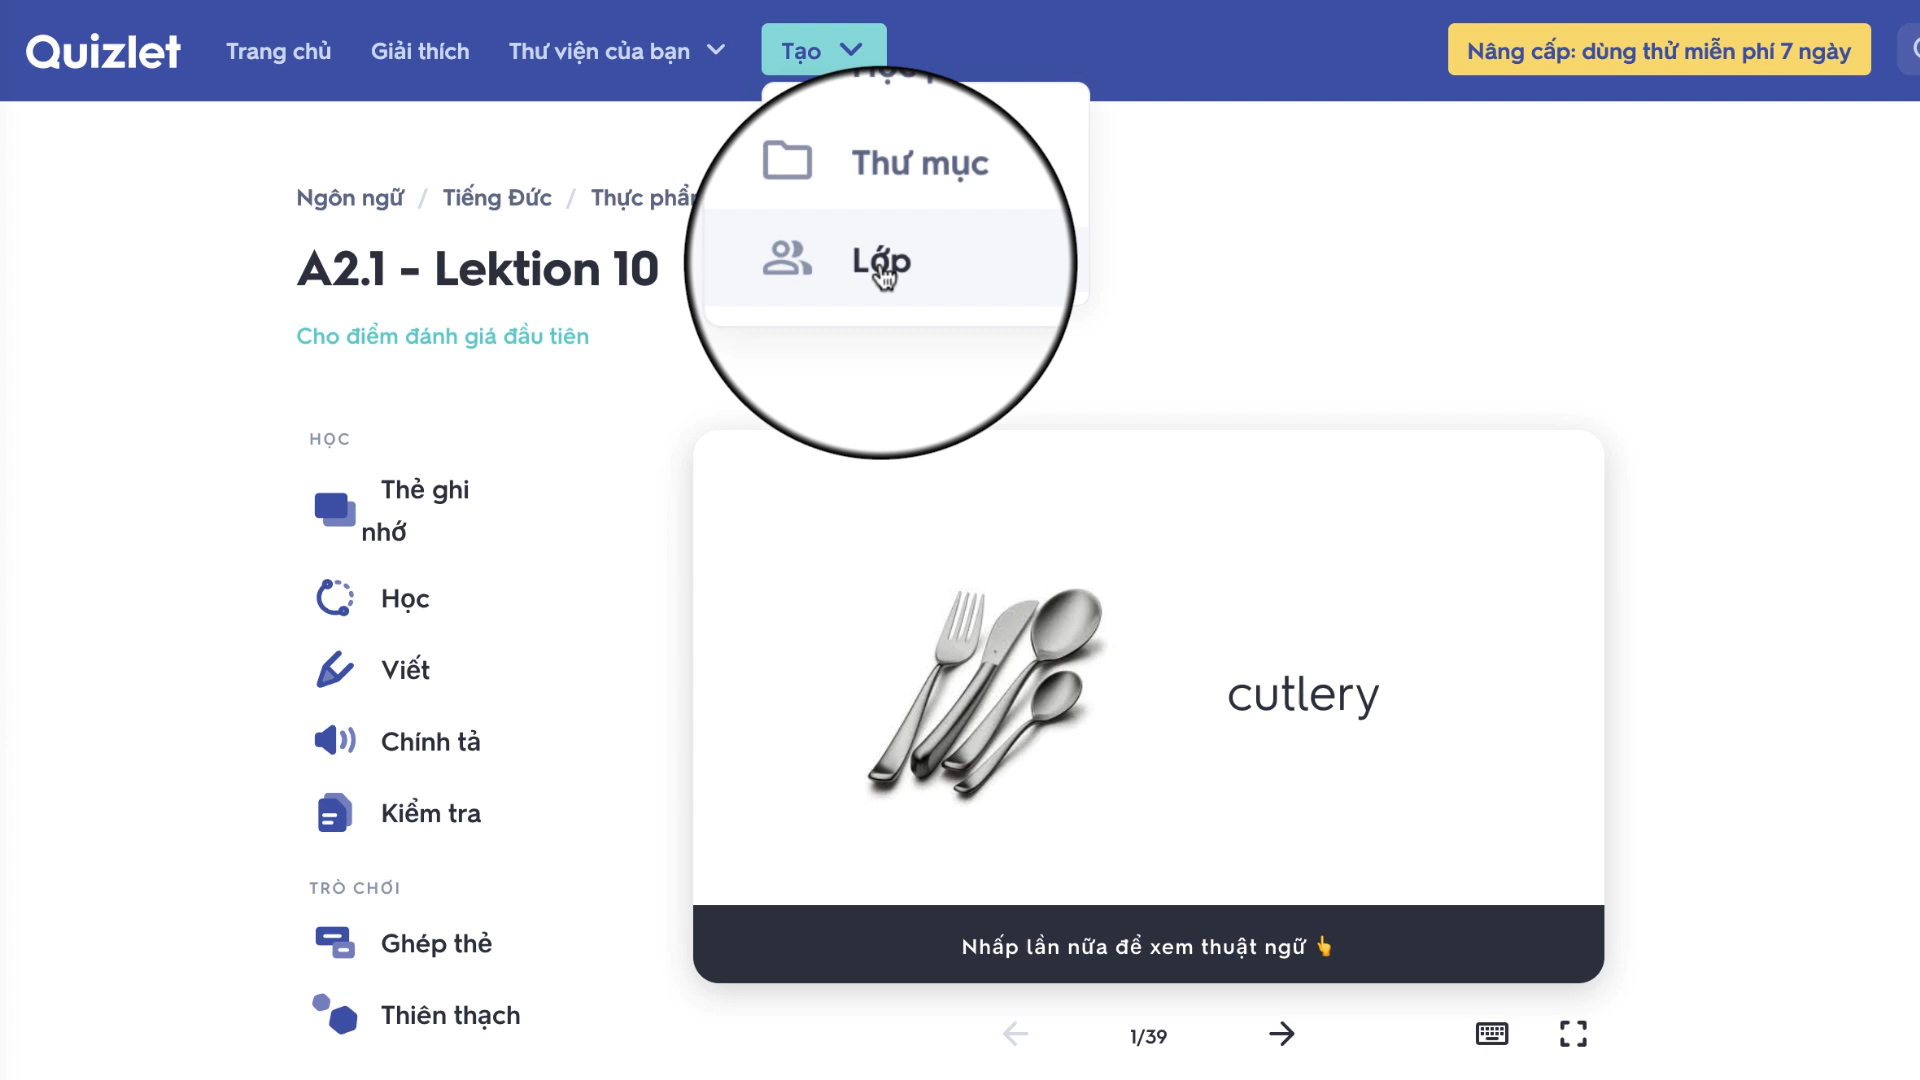 Quizlet
Trang chủ
Giải thích
Thư viện của bạn
Tạo
Nâng cấp: dùng thử miễn phí 7 ngày
Thư mục
Lớp
Ngôn ngữ / Tiếng Đức /
A2.1 - Lektion 10
Cho điểm đánh giá đầu tiên
HỌC
Thẻ ghi
nhớ
Học
Viết
Chính tả
Kiểm tra
TRÒ CHƠI
Ghép thẻ
Thiên thạch
cutlery
Nhấp lần nữa để xem thuật ngữ 👆
1/39